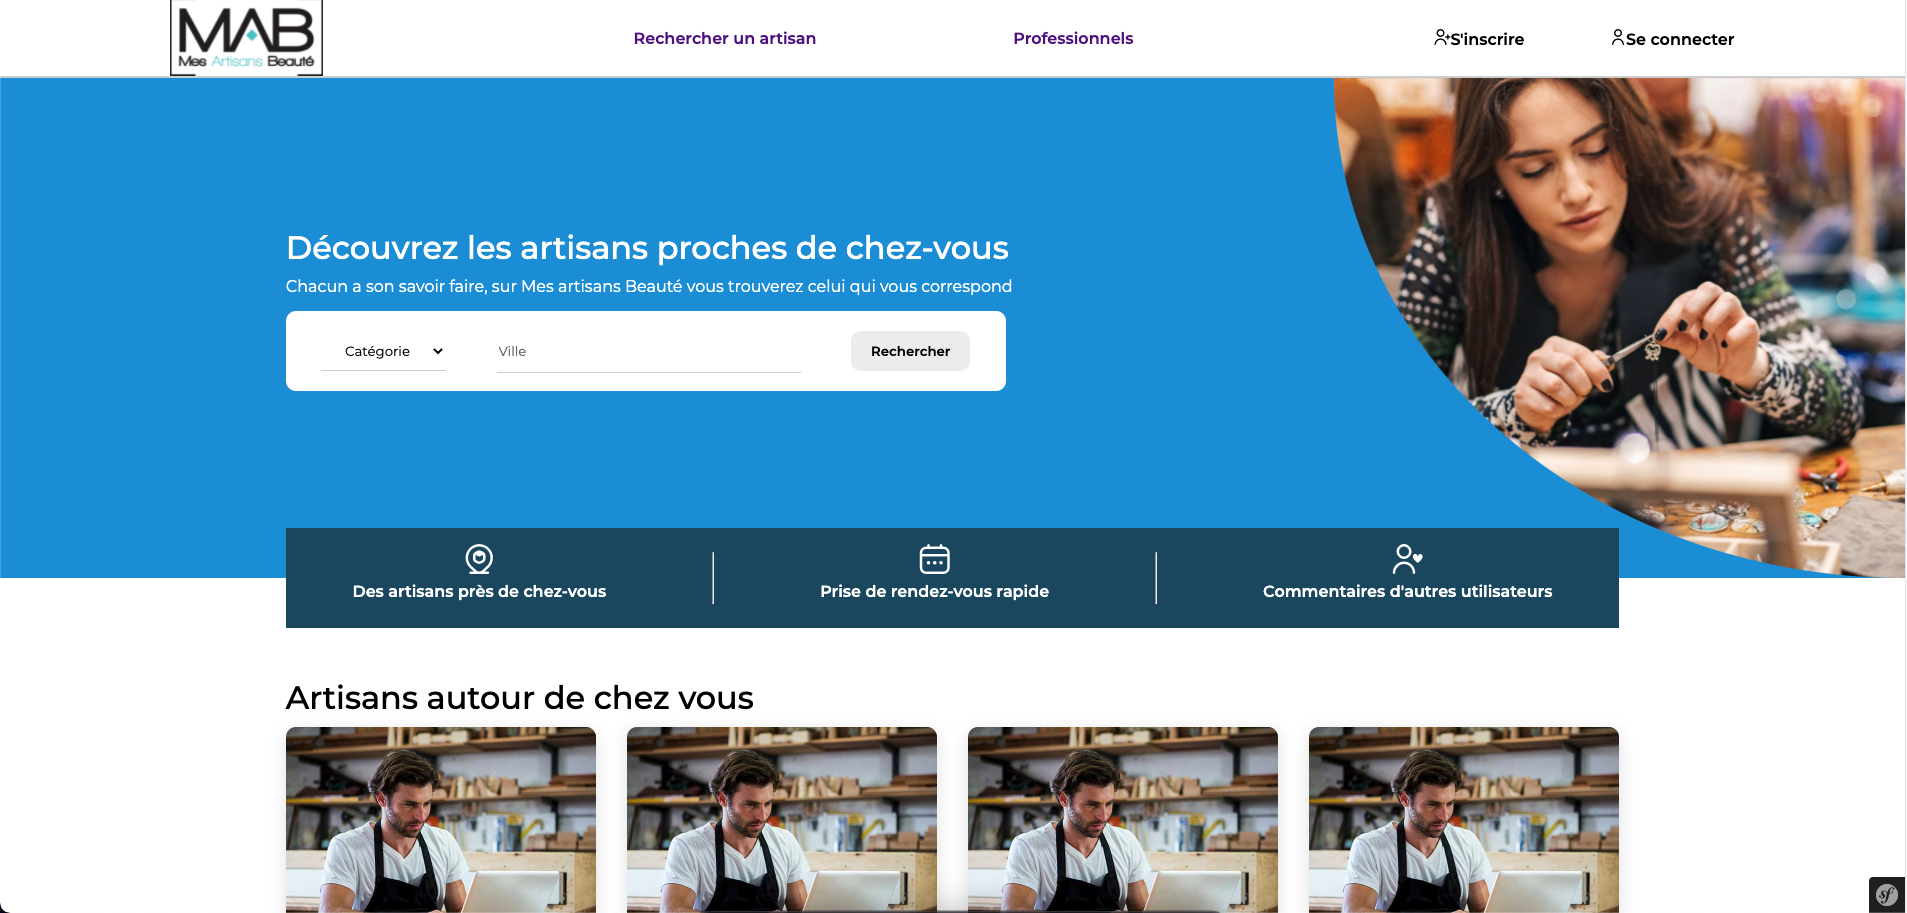 MAB
Mes Artisans Beauté
Rechercher un artisan
Professionnels
S'inscrire
Se connecter
Découvrez les artisans proches de chez-vous
Chacun a son savoir faire, sur Mes artisans Beauté vous trouverez celui qui vous correspond
Catégorie
Ville
Rechercher
Des artisans près de chez-vous
Prise de rendez-vous rapide
Commentaires d'autres utilisateurs
Artisans autour de chez vous
sf